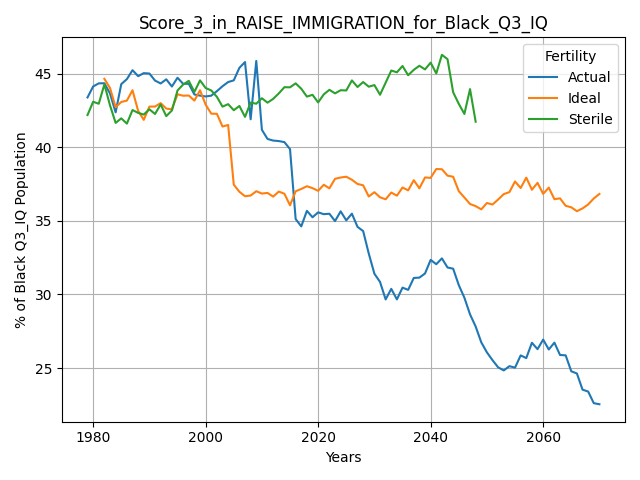 Score_3_in_RAISE_IMMIGRATION_for_Black_Q3_IQ
Fertility
Actual
Ideal
Sterile
% of Black Q3_IQ Population
45
40
35
30
25
1980
2000
2020
2040
2060
Years